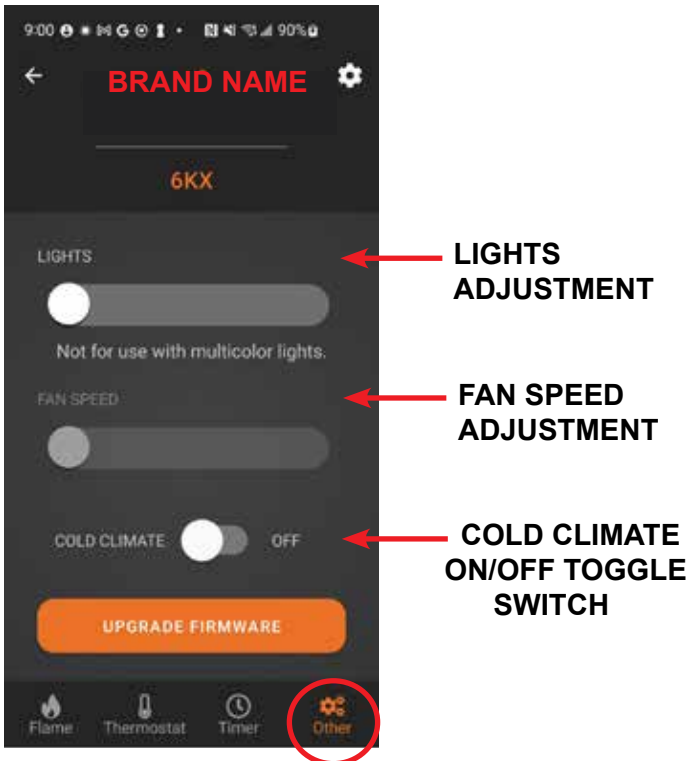 9:00 G 90%
BRAND NAME
6KX
LIGHTS
LIGHTS
ADJUSTMENT
Not for use with multicolor lights.
FAN SPEED
FAN SPEED
ADJUSTMENT
COLD CLIMATE OFF
COLD CLIMATE
ON/OFF TOGGLE
SWITCH
UPGRADE FIRMWARE
Flame Thermostat Timer Other